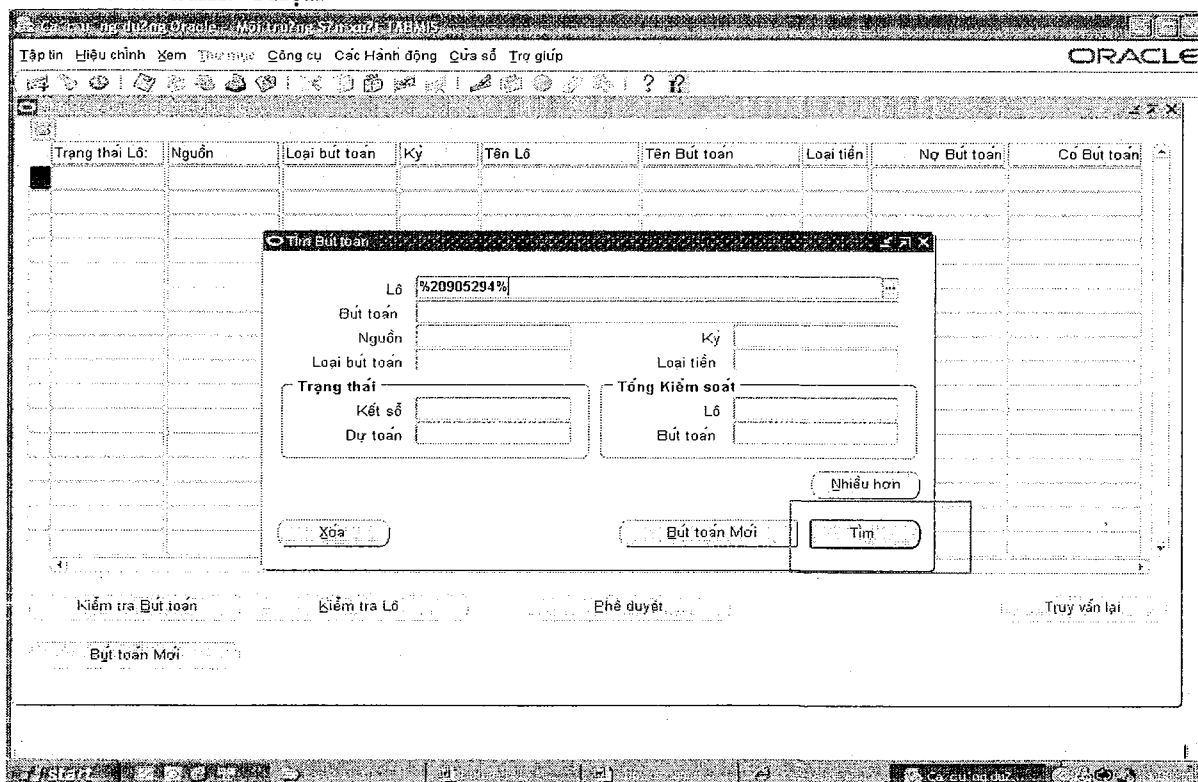 Tập tin Hiệu chỉnh Xem Thư mục Công cụ Các Hành động Cửa sổ Trợ giúp
ORACLE
Trạng thái Lô: Nguồn Loại bút toán Kỳ Tên Lô Tên Bút toán Loại tiền Nợ Bút toán Có Bút toán
Tìm Bút toán
Lô %20905294%
Bút toán
Nguồn Kỳ
Loại bút toán Loại tiền
Trạng thái Tổng Kiểm soát
Kết sổ Lô
Dự toán Bút toán
Nhiều hơn
Xóa Bút toán Mới Tìm
Kiểm tra Bút toán Kiểm tra Lô Phê duyệt Truy vấn lại
Bút toán Mới
start